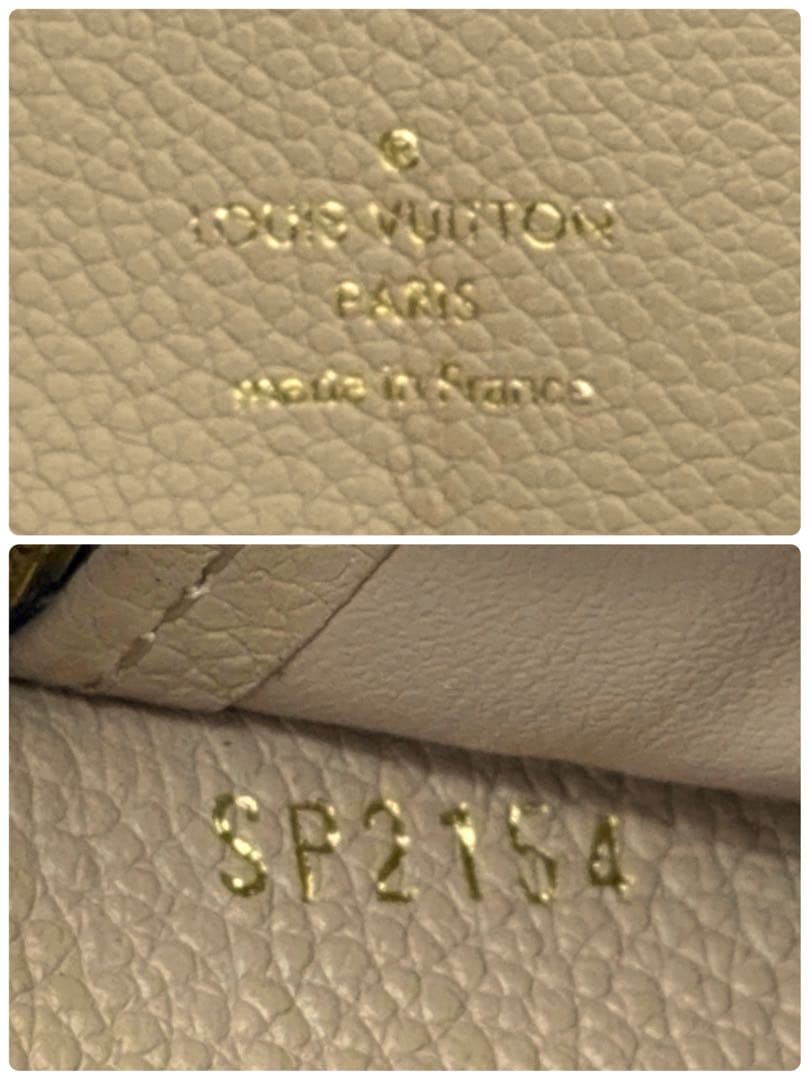 ®
LOUIS VUITTON
PARIS
made in France
SP2154